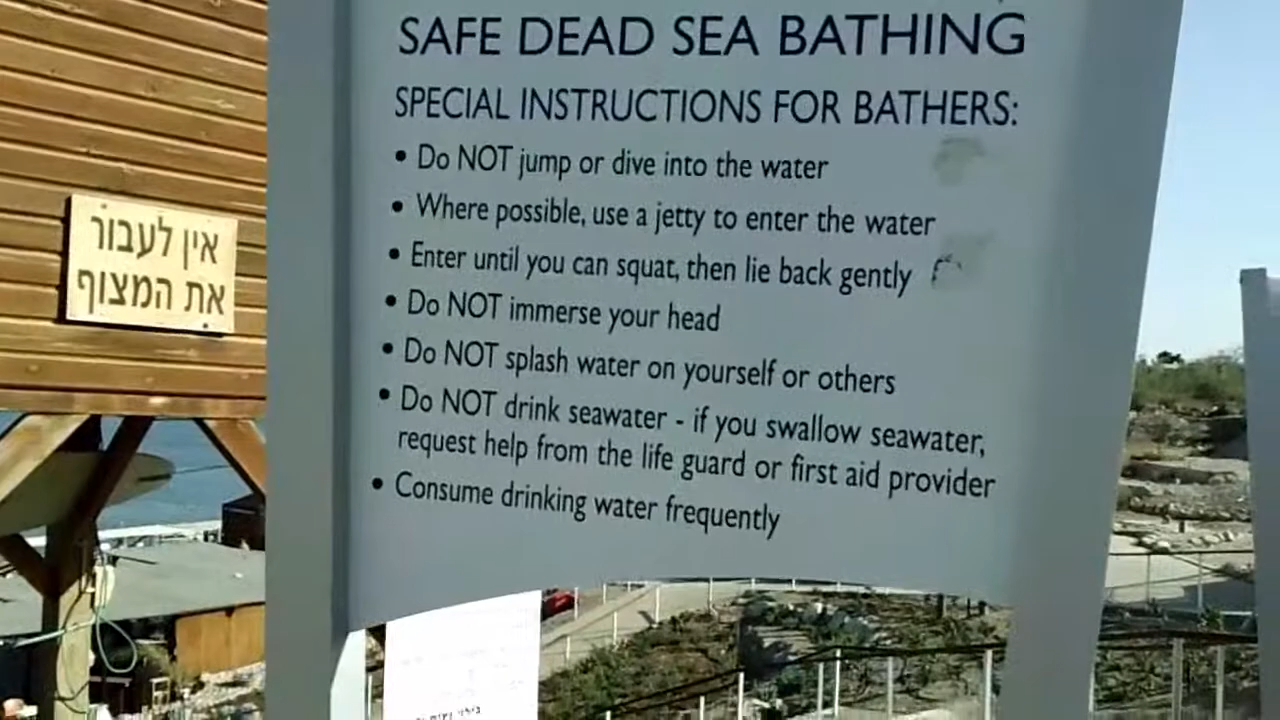 SAFE DEAD SEA BATHING
SPECIAL INSTRUCTIONS FOR BATHERS:
• Do NOT jump or dive into the water
• Where possible, use a jetty to enter the water
• Enter until you can squat, then lie back gently
• Do NOT immerse your head
• Do NOT splash water on yourself or others
• Do NOT drink seawater - if you swallow seawater,
request help from the life guard or first aid provider
• Consume drinking water frequently
אין לעבור
את המצוף